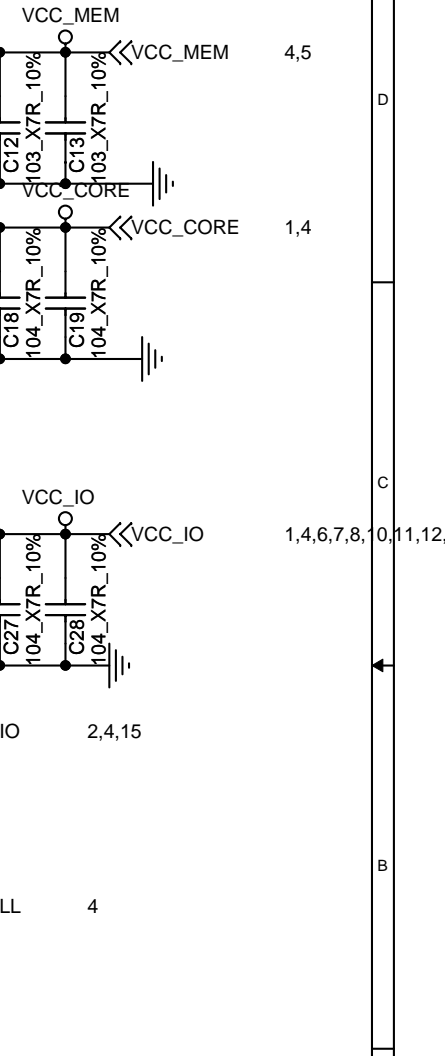 VCC_MEM
VCC_MEM 4,5
D
C12
103_X7R_10%
C13
103_X7R_10%
VCC_CORE
VCC_CORE 1,4
C18
104_X7R_10%
C19
104_X7R_10%
C
VCC_IO
VCC_IO 1,4,6,7,8,10,11,12,
C27
104_X7R_10%
C28
104_X7R_10%
IO 2,4,15
B
LL 4